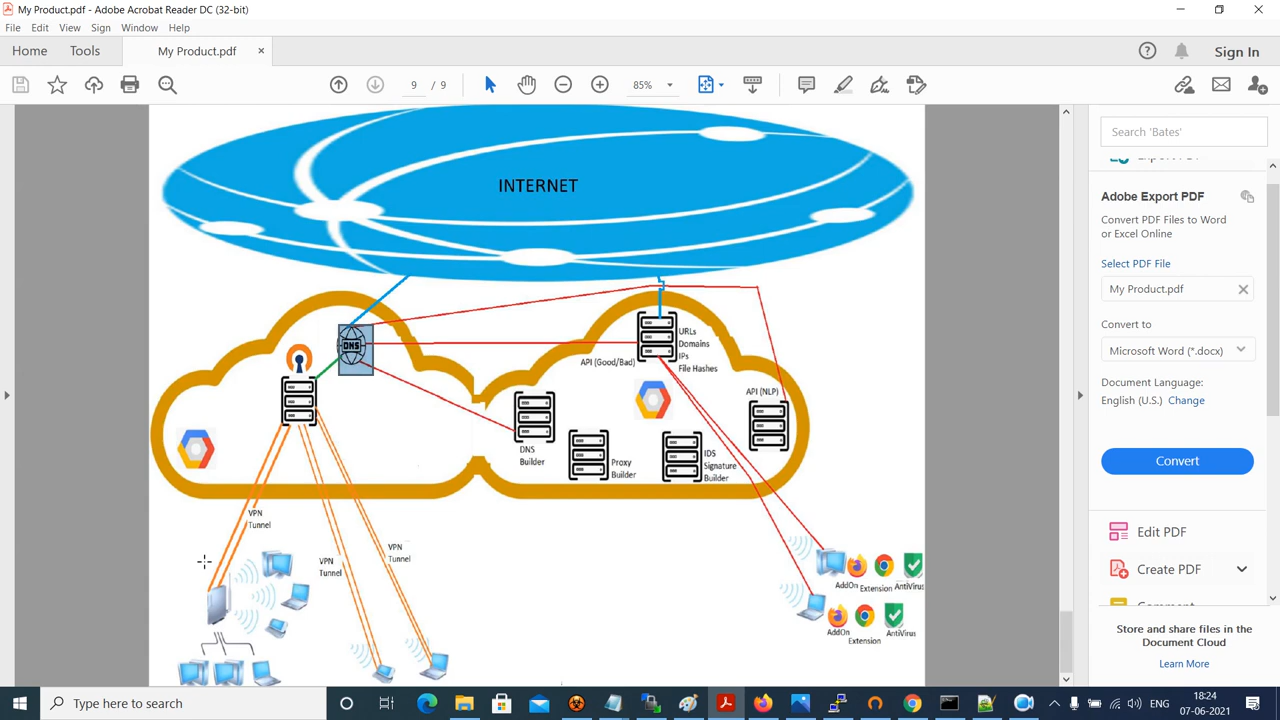 My Product.pdf - Adobe Acrobat Reader DC (32-bit)
File Edit View Sign Window Help
Home Tools My Product.pdf × Sign In
9 / 9 85%
INTERNET
DNS
URLs
Domains
IPs
File Hashes
API (Good/Bad)
API (NLP)
DNS
Builder
Proxy
Builder
IDS
Signature
Builder
VPN
Tunnel
VPN
Tunnel
VPN
Tunnel
AddOn Extension AntiVirus
AddOn Extension AntiVirus
Search 'Bates'
Adobe Export PDF
Convert PDF Files to Word
or Excel Online
Select PDF File
My Product.pdf
Convert to
Microsoft Word (*.docx)
Document Language:
English (U.S.) Change
Convert
Edit PDF
Create PDF
Comment
Store and share files in the
Document Cloud
Learn More
Type here to search
ENG
18:24
07-06-2021